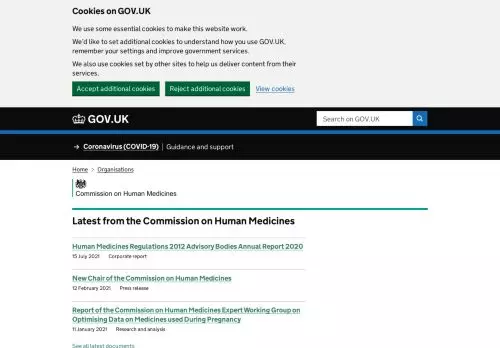 Cookies on GOV.UK
We use some essential cookies to make this website work.
We'd like to set additional cookies to understand how you use GOV.UK,
remember your settings and improve government services.
We also use cookies set by other sites to help us deliver content from their
services.
Accept additional cookies Reject additional cookies View cookies
GOV.UK Search on GOV.UK
→ Coronavirus (COVID-19) Guidance and support
Home > Organisations
Commission on Human Medicines
Latest from the Commission on Human Medicines
Human Medicines Regulations 2012 Advisory Bodies Annual Report 2020
15 July 2021 Corporate report
New Chair of the Commission on Human Medicines
12 February 2021 Press release
Report of the Commission on Human Medicines Expert Working Group on
Optimising Data on Medicines used During Pregnancy
11 January 2021 Research and analysis
See all latest documents